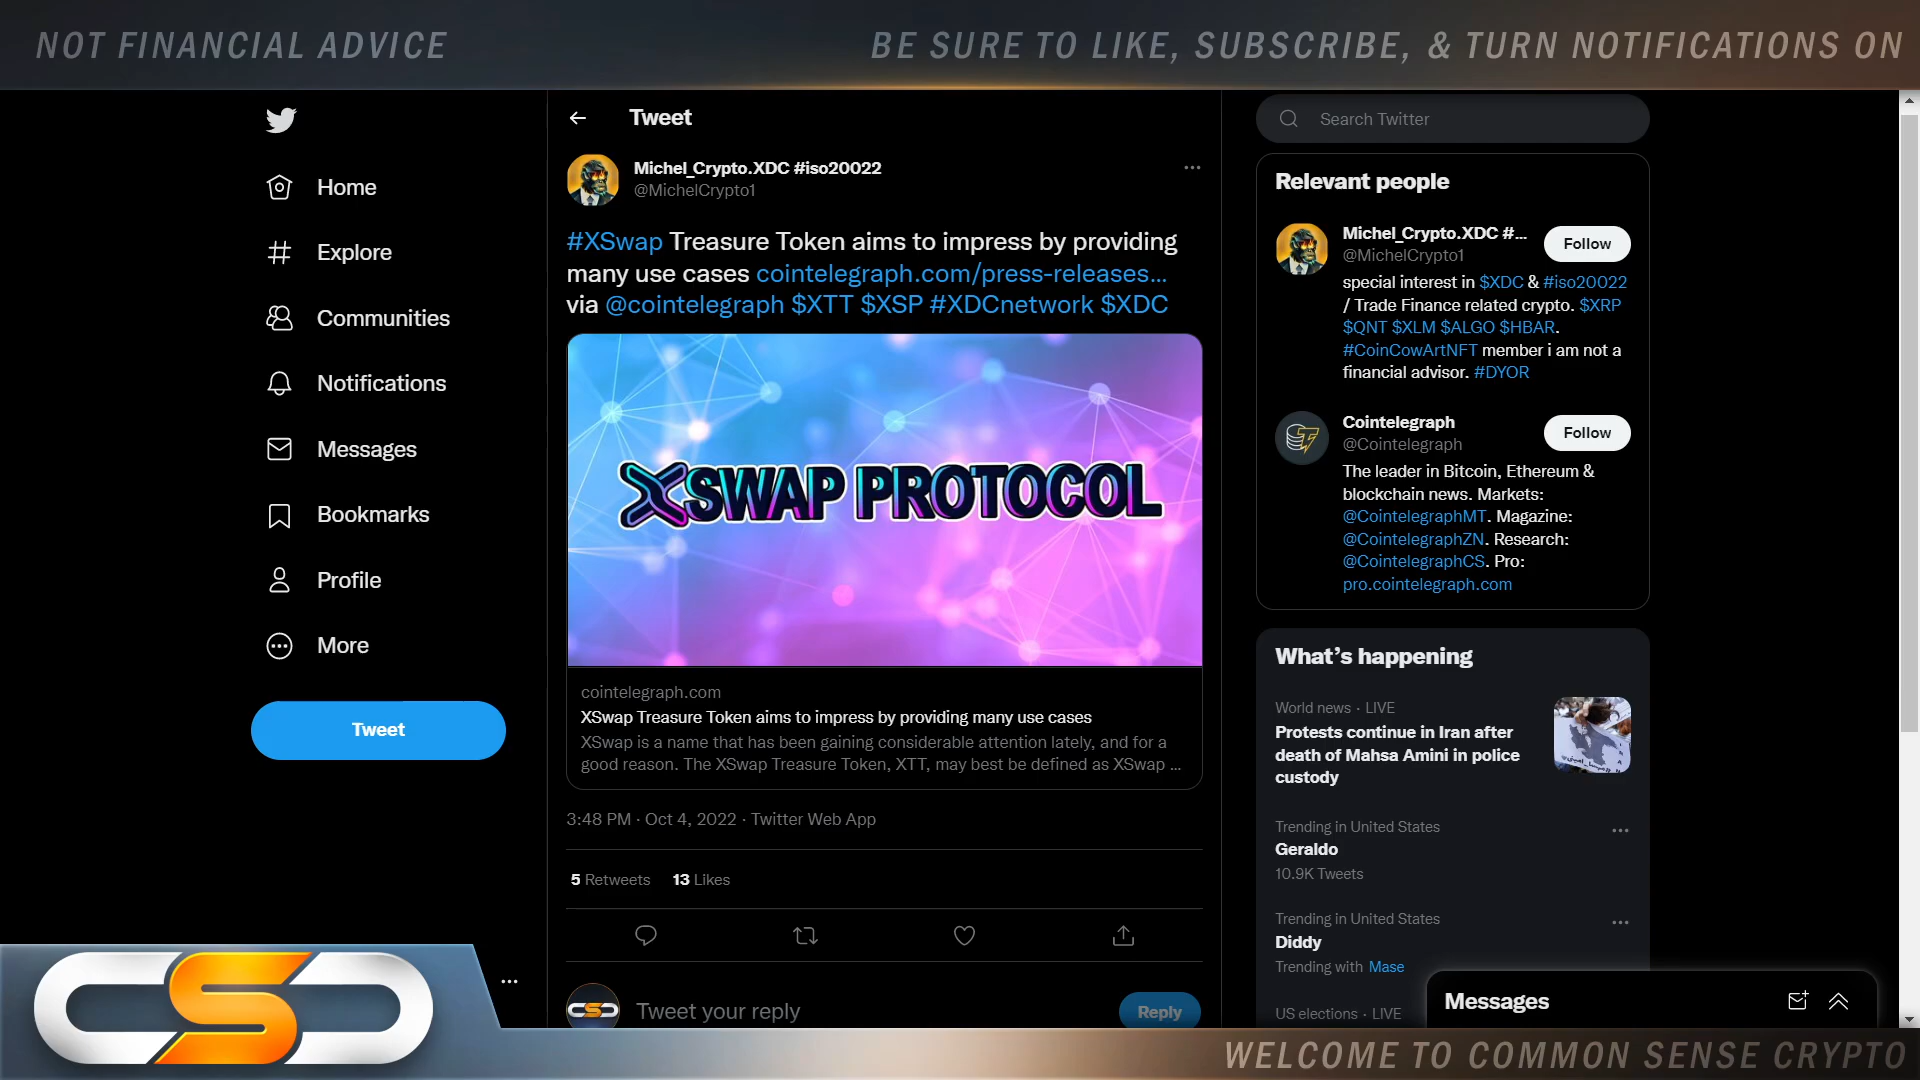 NOT FINANCIAL ADVICE
BE SURE TO LIKE, SUBSCRIBE, & TURN NOTIFICATIONS ON
Home
Explore
Communities
Notifications
Messages
Bookmarks
Profile
More
Tweet
Tweet
Michel_Crypto.XDC #iso20022
@MichelCrypto1
#XSwap Treasure Token aims to impress by providing
many use cases cointelegraph.com/press-releases...
via @cointelegraph $XTT $XSP #XDCnetwork $XDC
XSWAP PROTOCOL
cointelegraph.com
XSwap Treasure Token aims to impress by providing many use cases
XSwap is a name that has been gaining considerable attention lately, and for a
good reason. The XSwap Treasure Token, XTT, may best be defined as XSwap ...
3:48 PM · Oct 4, 2022 · Twitter Web App
5 Retweets 13 Likes
CSC
Tweet your reply
Reply
Search Twitter
Relevant people
Michel_Crypto.XDC #...
@MichelCrypto1
Follow
special interest in $XDC & #iso20022
/ Trade Finance related crypto. $XRP
$QNT $XLM $ALGO $HBAR.
#CoinCowArtNFT member i am not a
financial advisor. #DYOR
Cointelegraph
@Cointelegraph
Follow
The leader in Bitcoin, Ethereum &
blockchain news. Markets:
@CointelegraphMT. Magazine:
@CointelegraphZN. Research:
@CointelegraphCS. Pro:
pro.cointelegraph.com
What's happening
World news · LIVE
Protests continue in Iran after
death of Mahsa Amini in police
custody
Trending in United States
Geraldo
10.9K Tweets
Trending in United States
Diddy
Trending with Mase
US elections · LIVE
Messages
CSC
WELCOME TO COMMON SENSE CRYPTO